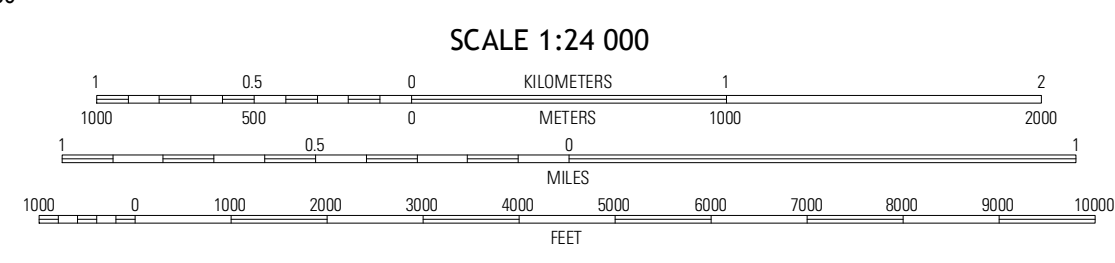 SCALE 1:24 000
1 0.5 0 KILOMETERS 1 2
1000 500 0 METERS 1000 2000
1 0.5 0 1
MILES
1000 0 1000 2000 3000 4000 5000 6000 7000 8000 9000 10000
FEET